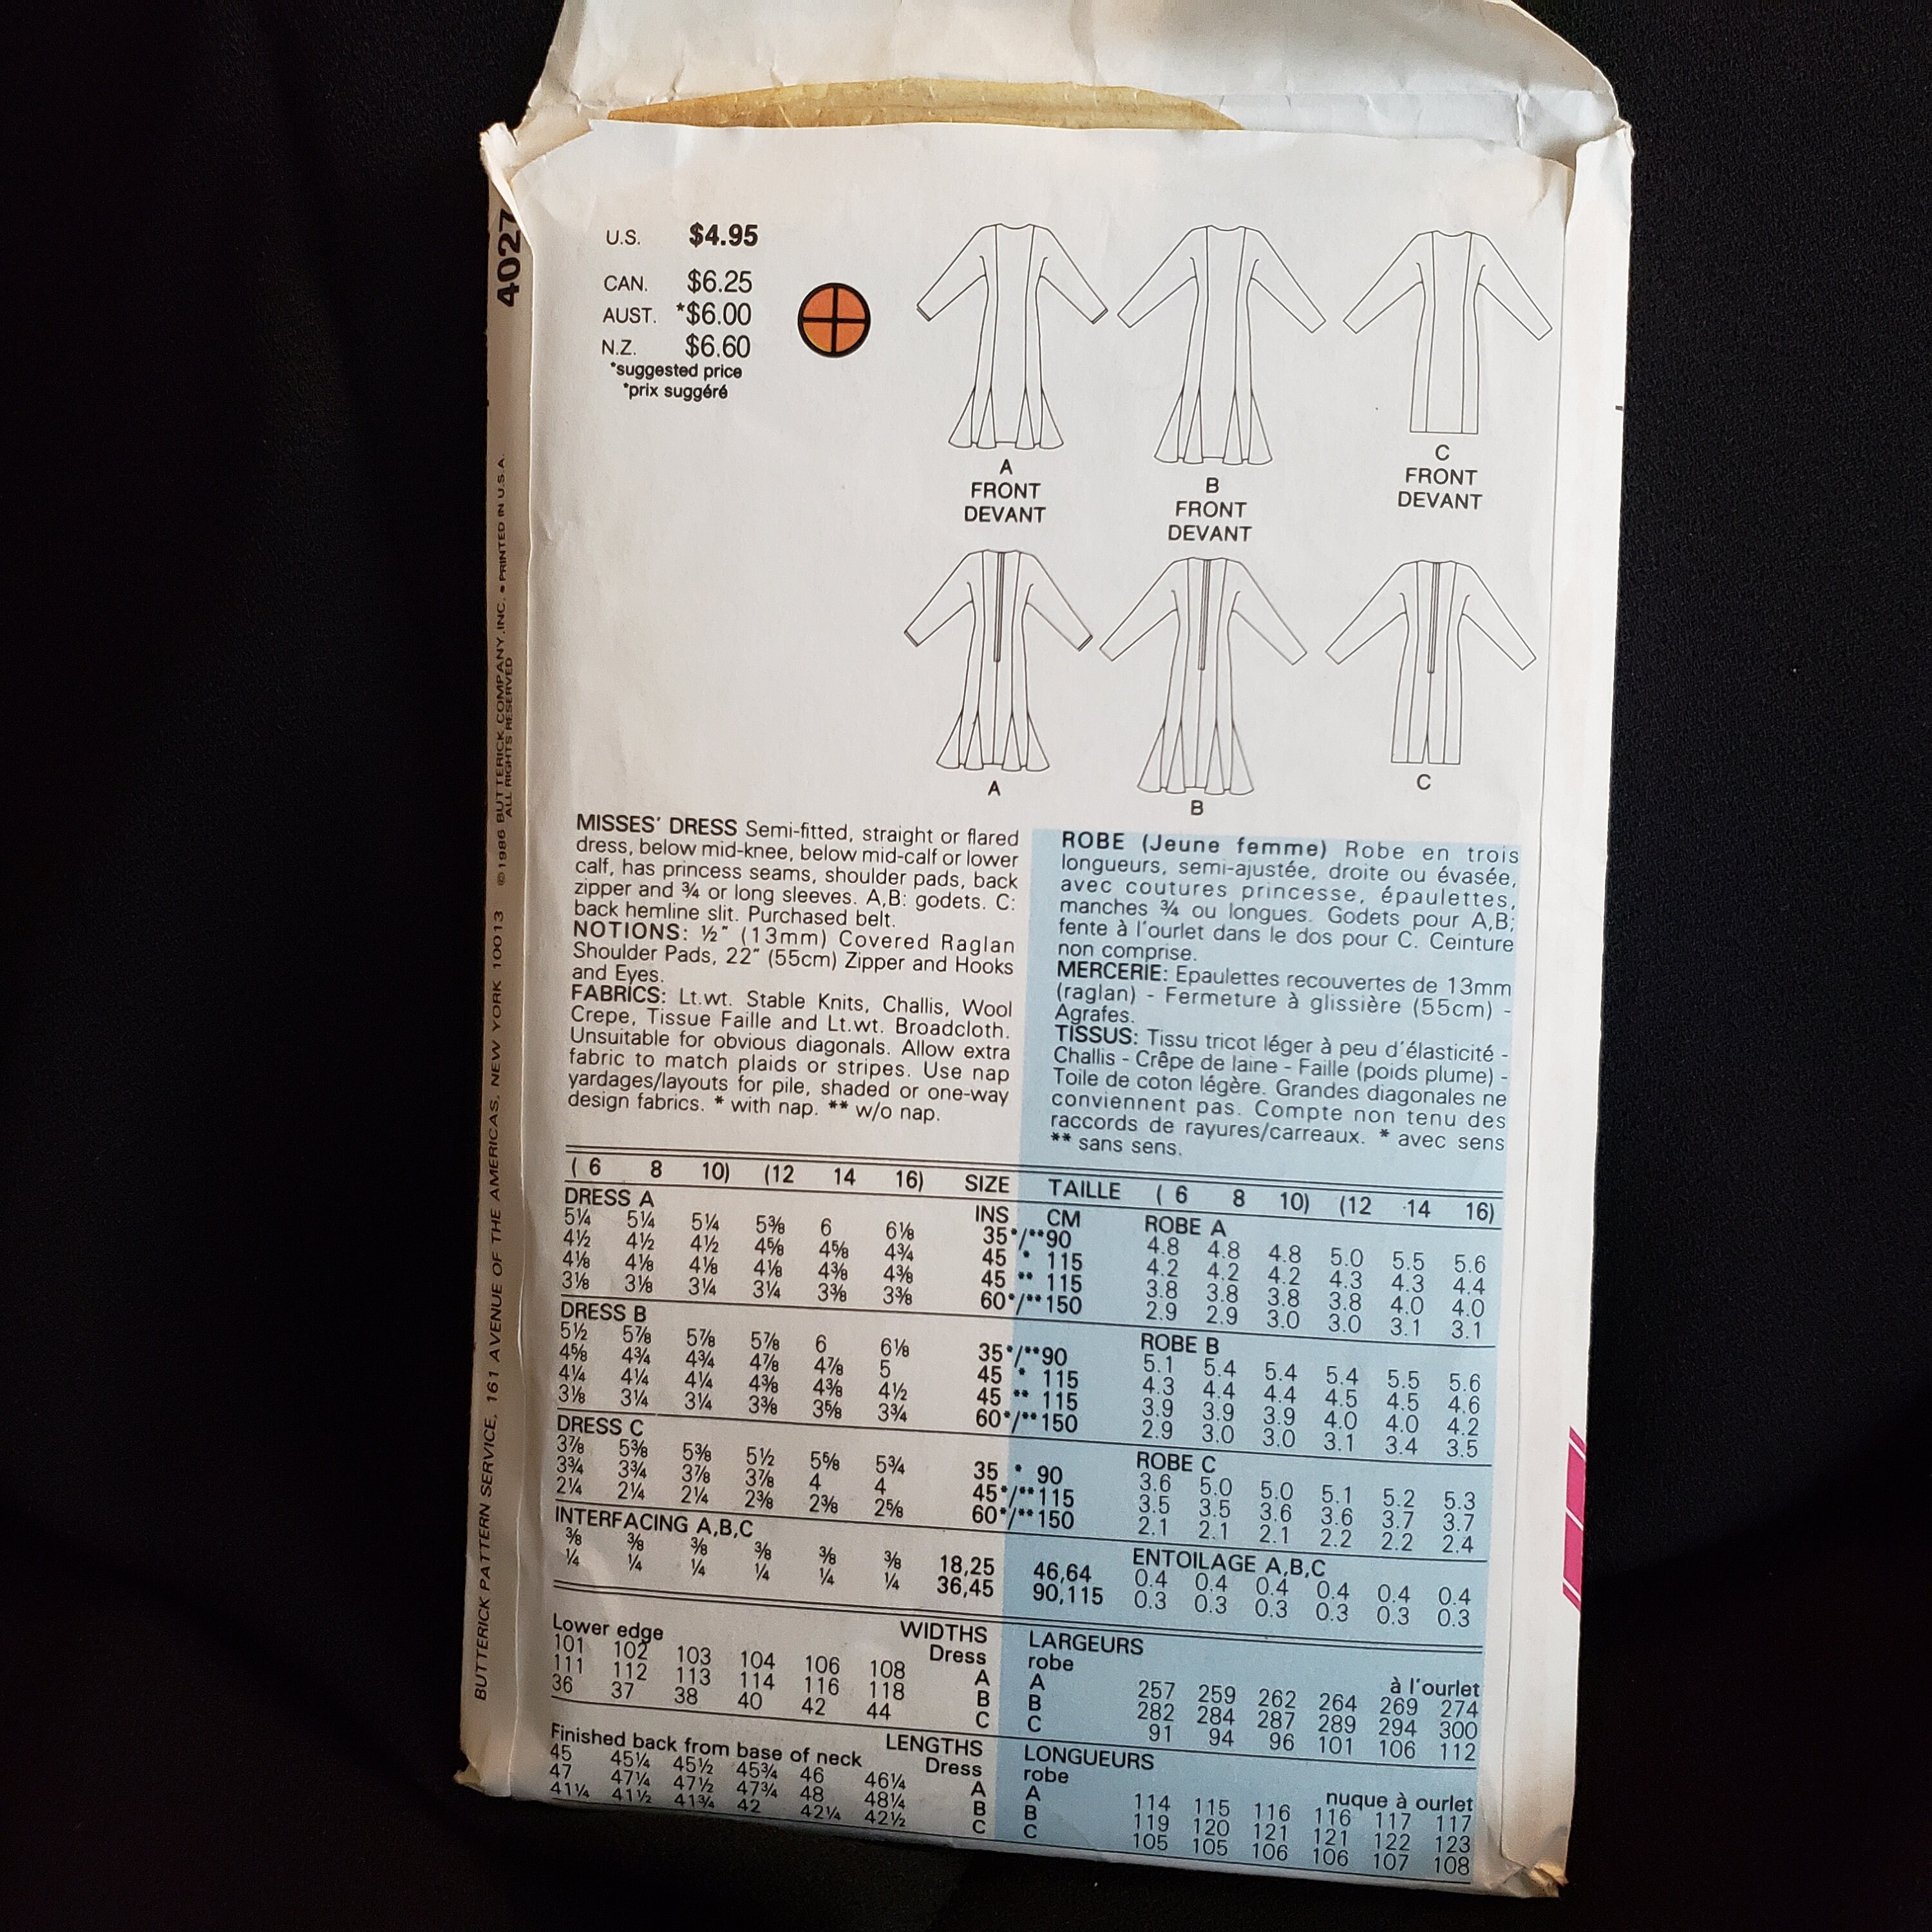 4027
©1986 BUTTERICK COMPANY, INC. • PRINTED IN U.S.A.
ALL RIGHTS RESERVED
BUTTERICK PATTERN SERVICE, 161 AVENUE OF THE AMERICAS, NEW YORK 10013
U.S. $4.95
CAN. $6.25
AUST. *$6.00
N.Z. $6.60
*suggested price
*prix suggéré
A
FRONT
DEVANT
B
FRONT
DEVANT
C
FRONT
DEVANT
A
B
C
MISSES' DRESS Semi-fitted, straight or flared
dress, below mid-knee, below mid-calf or lower
calf, has princess seams, shoulder pads, back
zipper and ¾ or long sleeves. A,B: godets. C:
back hemline slit. Purchased belt.
NOTIONS: ½" (13mm) Covered Raglan
Shoulder Pads, 22" (55cm) Zipper and Hooks
and Eyes.
FABRICS: Lt.wt. Stable Knits, Challis, Wool
Crepe, Tissue Faille and Lt.wt. Broadcloth.
Unsuitable for obvious diagonals. Allow extra
fabric to match plaids or stripes. Use nap
yardages/layouts for pile, shaded or one-way
design fabrics. * with nap. ** w/o nap.
ROBE (Jeune femme) Robe en trois
longueurs, semi-ajustée, droite ou évasée,
avec coutures princesse, épaulettes,
manches ¾ ou longues. Godets pour A,B;
fente à l'ourlet dans le dos pour C. Ceinture
non comprise.
MERCERIE: Epaulettes recouvertes de 13mm
(raglan) - Fermeture à glissière (55cm) -
Agrafes.
TISSUS: Tissu tricot léger à peu d'élasticité -
Challis - Crêpe de laine - Faille (poids plume) -
Toile de coton légère. Grandes diagonales ne
conviennent pas. Compte non tenu des
raccords de rayures/carreaux. * avec sens
** sans sens.
( 6 8 10) (12 14 16) SIZE TAILLE ( 6 8 10) (12 14 16)
DRESS A INS CM ROBE A
5¼ 5¼ 5¼ 5⅜ 6 6⅛ 35*/**90 4.8 4.8 4.8 5.0 5.5 5.6
4½ 4½ 4½ 4⅝ 4⅝ 4¾ 45 * 115 4.2 4.2 4.2 4.3 4.3 4.4
4⅛ 4⅛ 4⅛ 4⅛ 4⅜ 4⅜ 45 ** 115 3.8 3.8 3.8 3.8 4.0 4.0
3⅛ 3⅛ 3¼ 3¼ 3⅜ 3⅜ 60*/**150 2.9 2.9 3.0 3.0 3.1 3.1
DRESS B ROBE B
5½ 5⅞ 5⅞ 5⅞ 6 6⅛ 35*/**90 5.1 5.4 5.4 5.4 5.5 5.6
4⅝ 4¾ 4¾ 4⅞ 4⅞ 5 45 * 115 4.3 4.4 4.4 4.5 4.5 4.6
4¼ 4¼ 4¼ 4⅜ 4⅜ 4½ 45 ** 115 3.9 3.9 3.9 4.0 4.0 4.2
3⅛ 3¼ 3¼ 3⅜ 3⅝ 3¾ 60*/**150 2.9 3.0 3.0 3.1 3.4 3.5
DRESS C ROBE C
3⅞ 5⅜ 5⅜ 5½ 5⅝ 5¾ 35 * 90 3.6 5.0 5.0 5.1 5.2 5.3
3¾ 3¾ 3⅞ 3⅞ 4 4 45*/**115 3.5 3.5 3.6 3.6 3.7 3.7
2¼ 2¼ 2¼ 2⅜ 2⅜ 2⅝ 60*/**150 2.1 2.1 2.1 2.2 2.2 2.4
INTERFACING A,B,C ENTOILAGE A,B,C
⅜ ⅜ ⅜ ⅜ ⅜ ⅜ 18,25 46,64 0.4 0.4 0.4 0.4 0.4 0.4
¼ ¼ ¼ ¼ ¼ ¼ 36,45 90,115 0.3 0.3 0.3 0.3 0.3 0.3
Lower edge WIDTHS LARGEURS
Dress robe à l'ourlet
101 102 103 104 106 108 A A 257 259 262 264 269 274
111 112 113 114 116 118 B B 282 284 287 289 294 300
36 37 38 40 42 44 C C 91 94 96 101 106 112
Finished back from base of neck LENGTHS LONGUEURS
Dress robe nuque à ourlet
45 45¼ 45½ 45¾ 46 46¼ A A 114 115 116 116 117 117
47 47¼ 47½ 47¾ 48 48¼ B B 119 120 121 121 122 123
41¼ 41½ 41¾ 42 42¼ 42½ C C 105 105 106 106 107 108